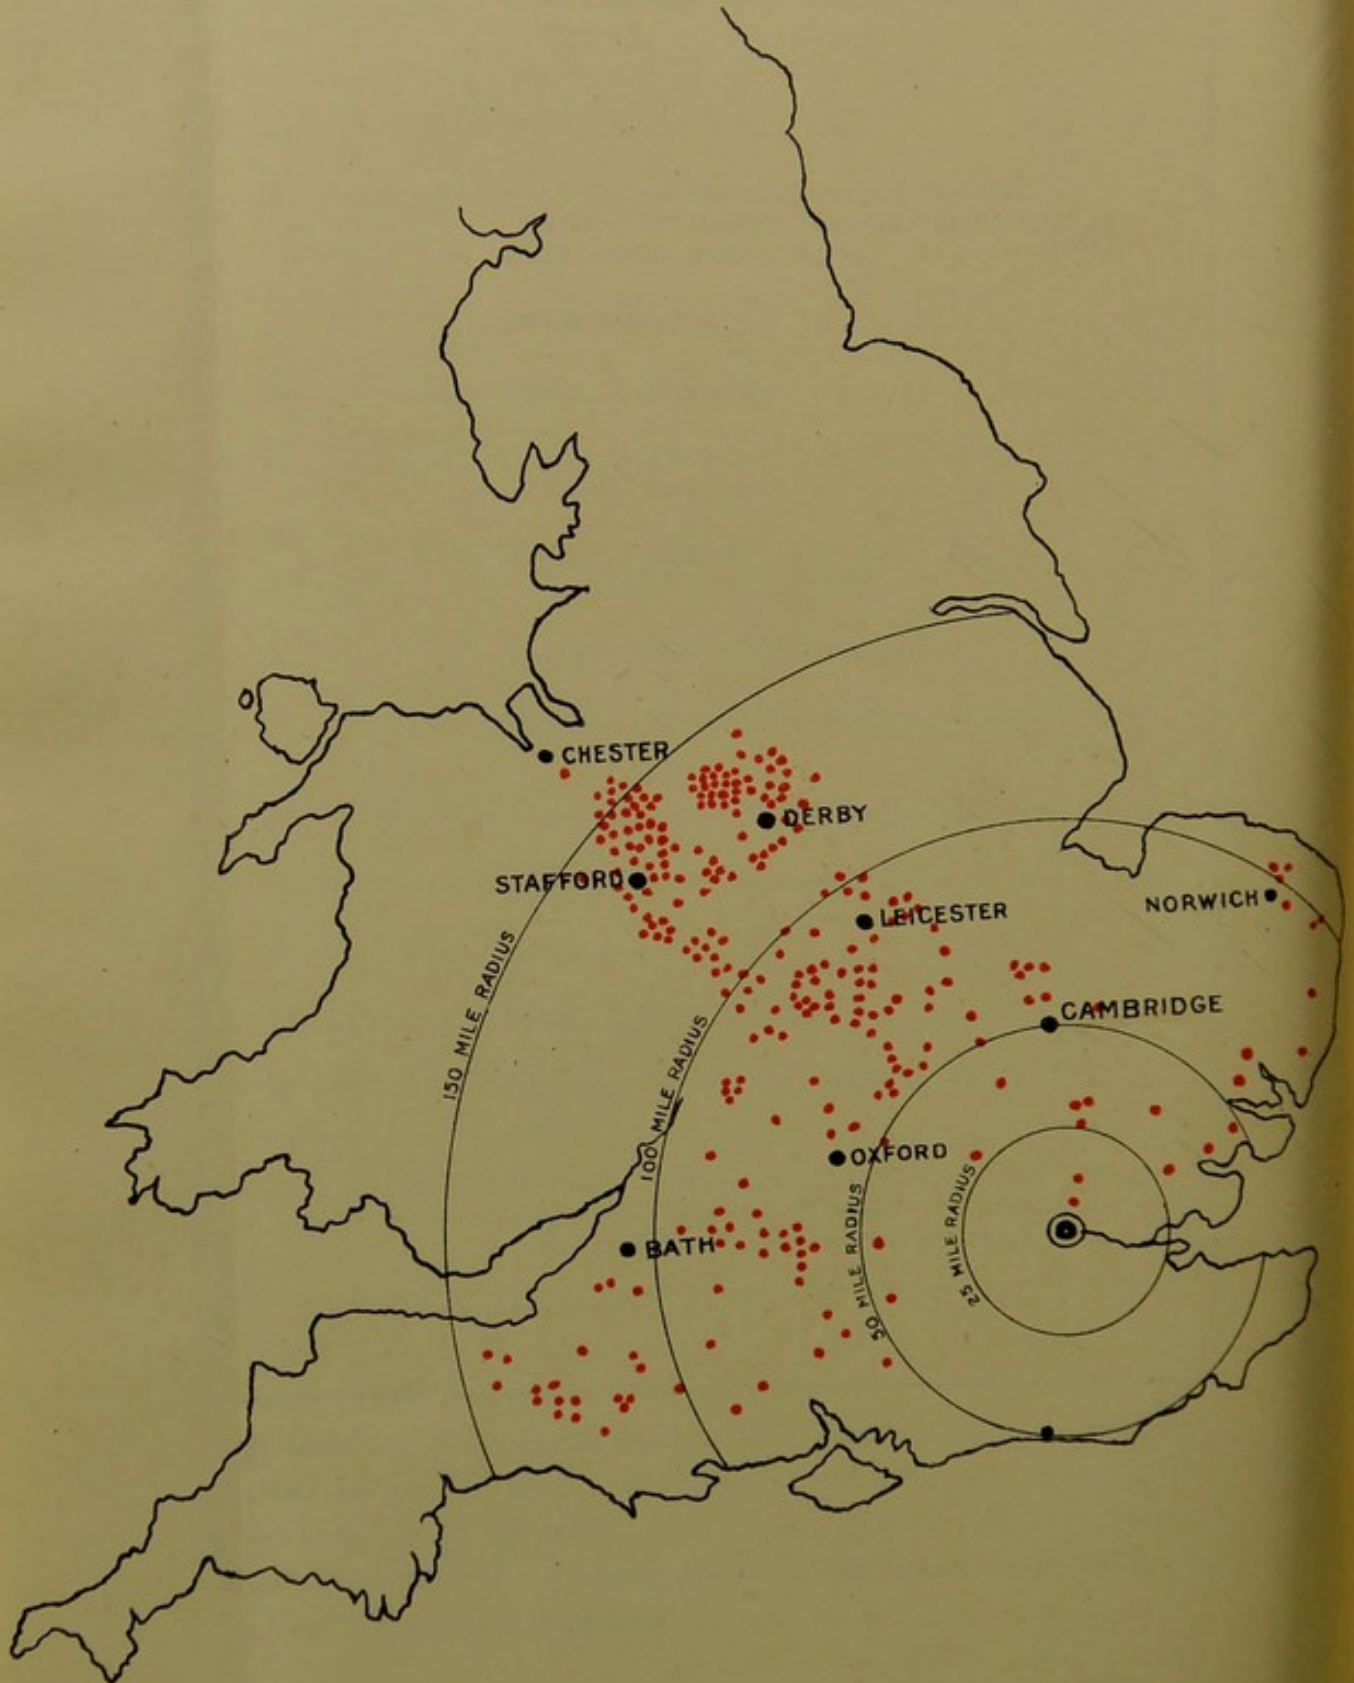 CHESTER
DERBY
STAFFORD
LEICESTER
NORWICH
150 MILE RADIUS
100 MILE RADIUS
CAMBRIDGE
OXFORD
50 MILE RADIUS
25 MILE RADIUS
BATH